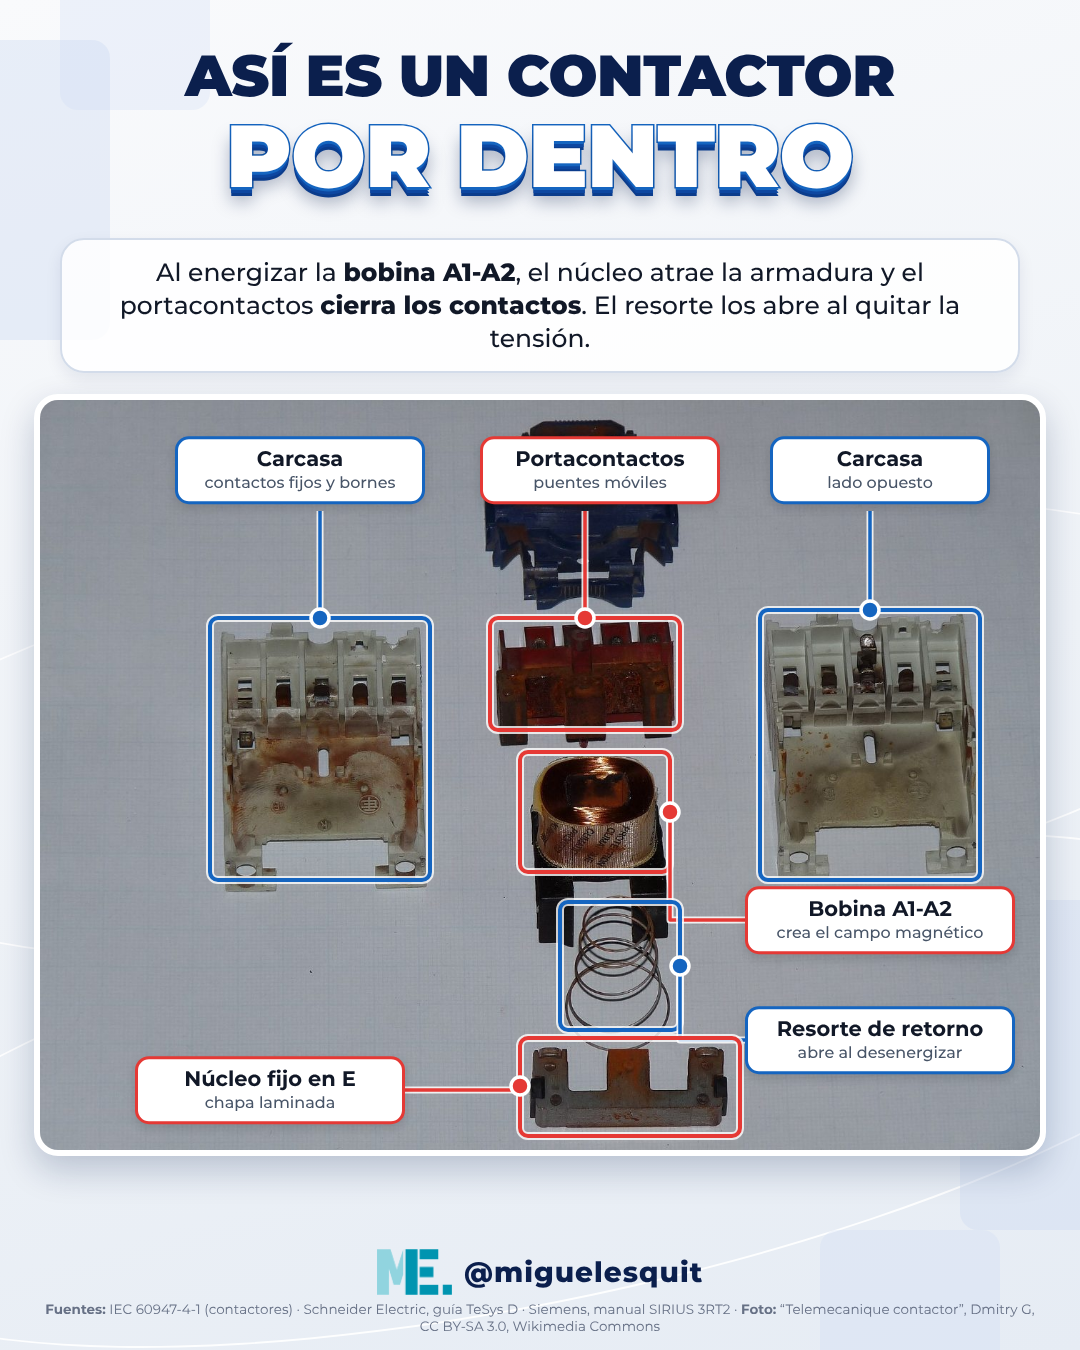 ASÍ ES UN CONTACTOR
POR DENTRO
Al energizar la bobina A1-A2, el núcleo atrae la armadura y el
portacontactos cierra los contactos. El resorte los abre al quitar la
tensión.
Carcasa
contactos fijos y bornes
Portacontactos
puentes móviles
Carcasa
lado opuesto
Bobina A1-A2
crea el campo magnético
Resorte de retorno
abre al desenergizar
Núcleo fijo en E
chapa laminada
ME. @miguelesquit
Fuentes: IEC 60947-4-1 (contactores) · Schneider Electric, guía TeSys D · Siemens, manual SIRIUS 3RT2 · Foto: “Telemecanique contactor”, Dmitry G,
CC BY-SA 3.0, Wikimedia Commons